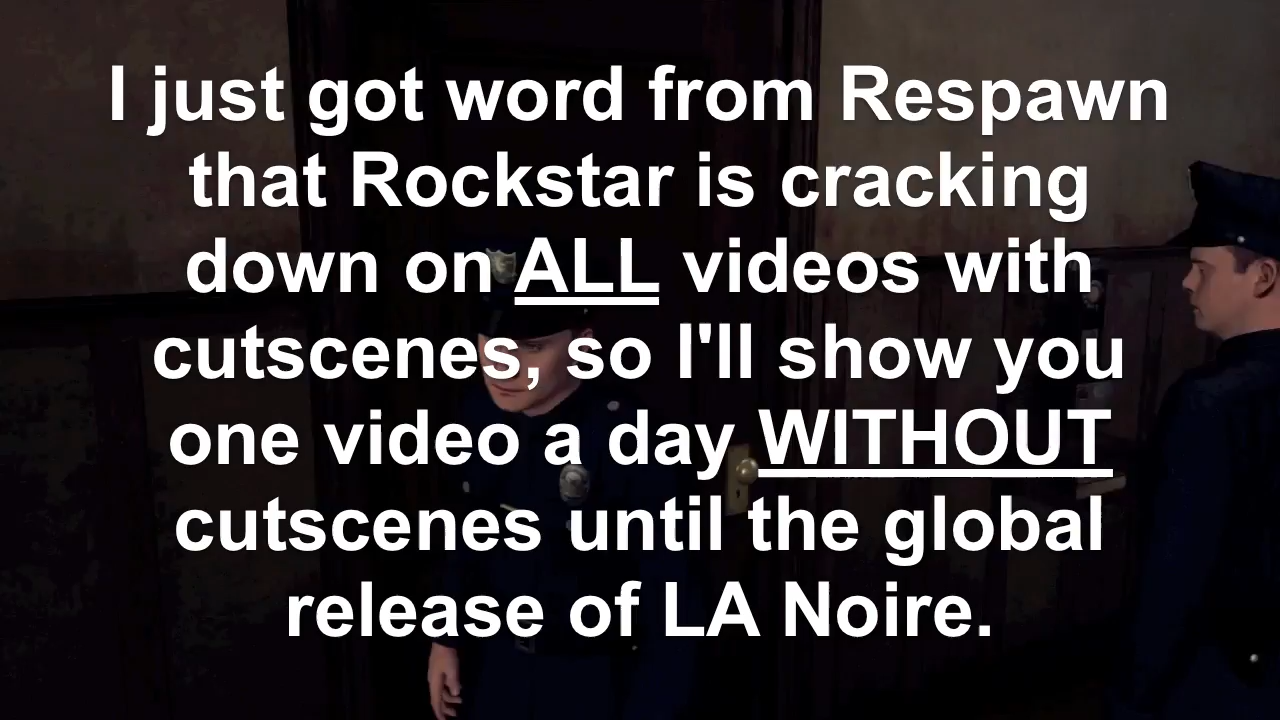 I just got word from Respawn
that Rockstar is cracking
down on ALL videos with
cutscenes, so I'll show you
one video a day WITHOUT
cutscenes until the global
release of LA Noire.